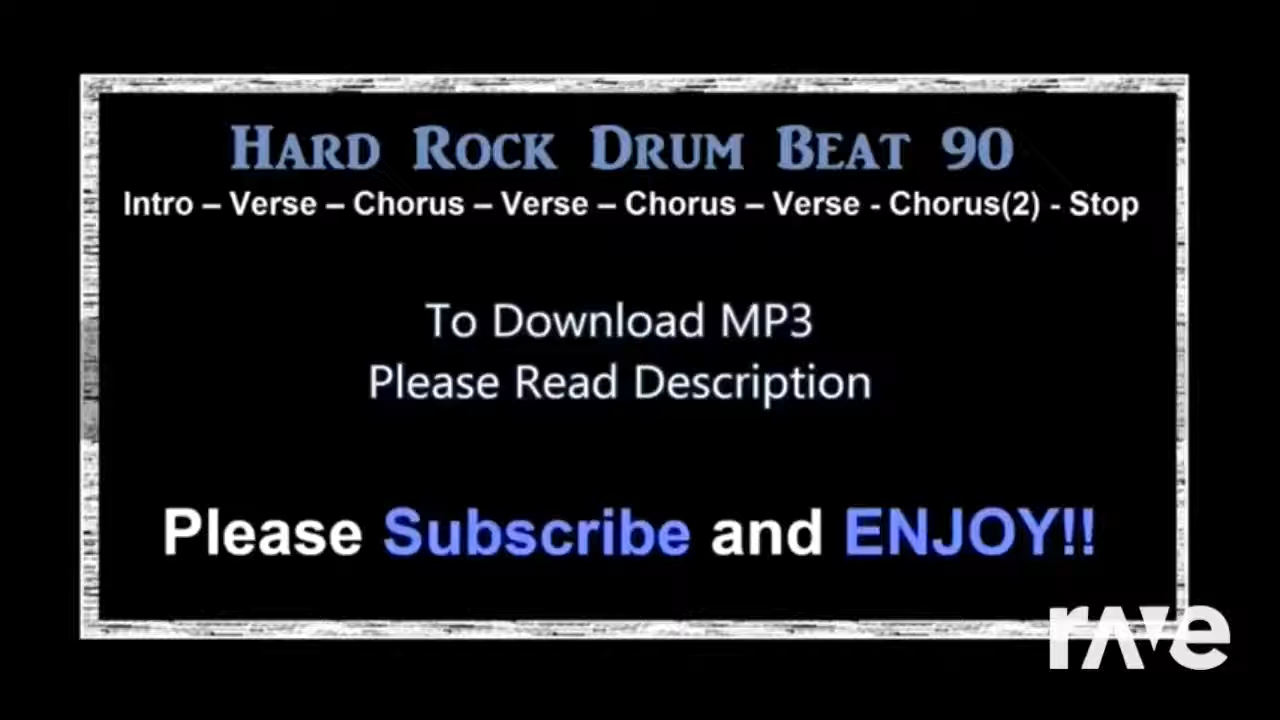 Hard Rock Drum Beat 90
Intro – Verse – Chorus – Verse – Chorus – Verse - Chorus(2) - Stop
To Download MP3
Please Read Description
Please Subscribe and ENJOY!!
rave